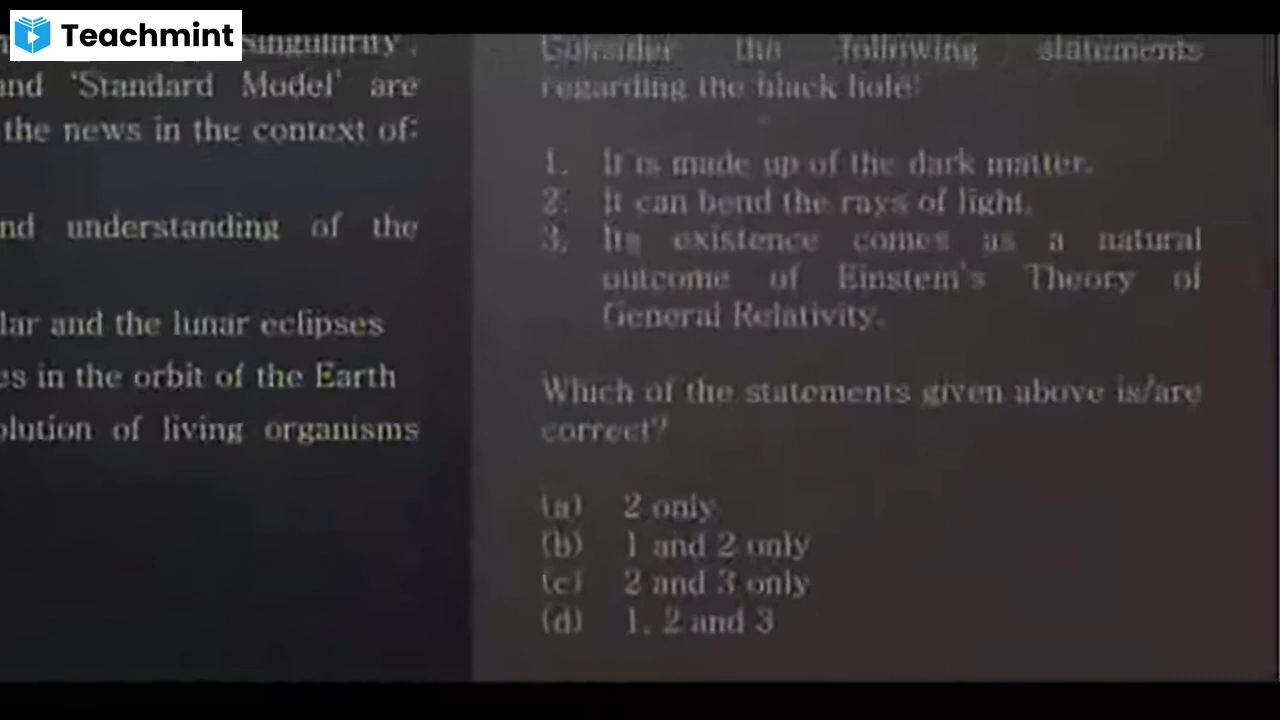 Teachmint
singularity'.
and 'Standard Model' are
the news in the context of:
nd understanding of the
lar and the lunar eclipses
es in the orbit of the Earth
olution of living organisms
Consider the following statements
regarding the black hole:
1. It is made up of the dark matter.
2. It can bend the rays of light.
3. Its existence comes as a natural
outcome of Einstein's Theory of
General Relativity.
Which of the statements given above is/are
correct?
(a) 2 only
(b) 1 and 2 only
(c) 2 and 3 only
(d) 1, 2 and 3